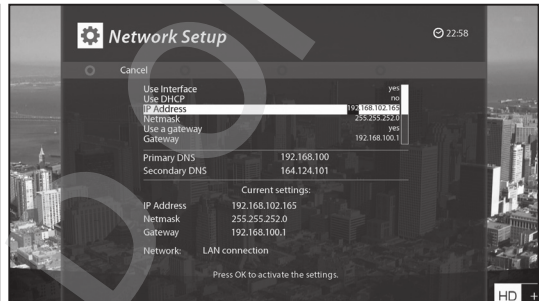 Network Setup
22:58
Cancel
Use Interface yes
Use DHCP no
IP Address 192.168.102.165
Netmask 255.255.252.0
Use a gateway yes
Gateway 192.168.100.1
Primary DNS 192.168.100
Secondary DNS 164.124.101
Current settings:
IP Address 192.168.102.165
Netmask 255.255.252.0
Gateway 192.168.100.1
Network: LAN connection
Press OK to activate the settings.
HD +